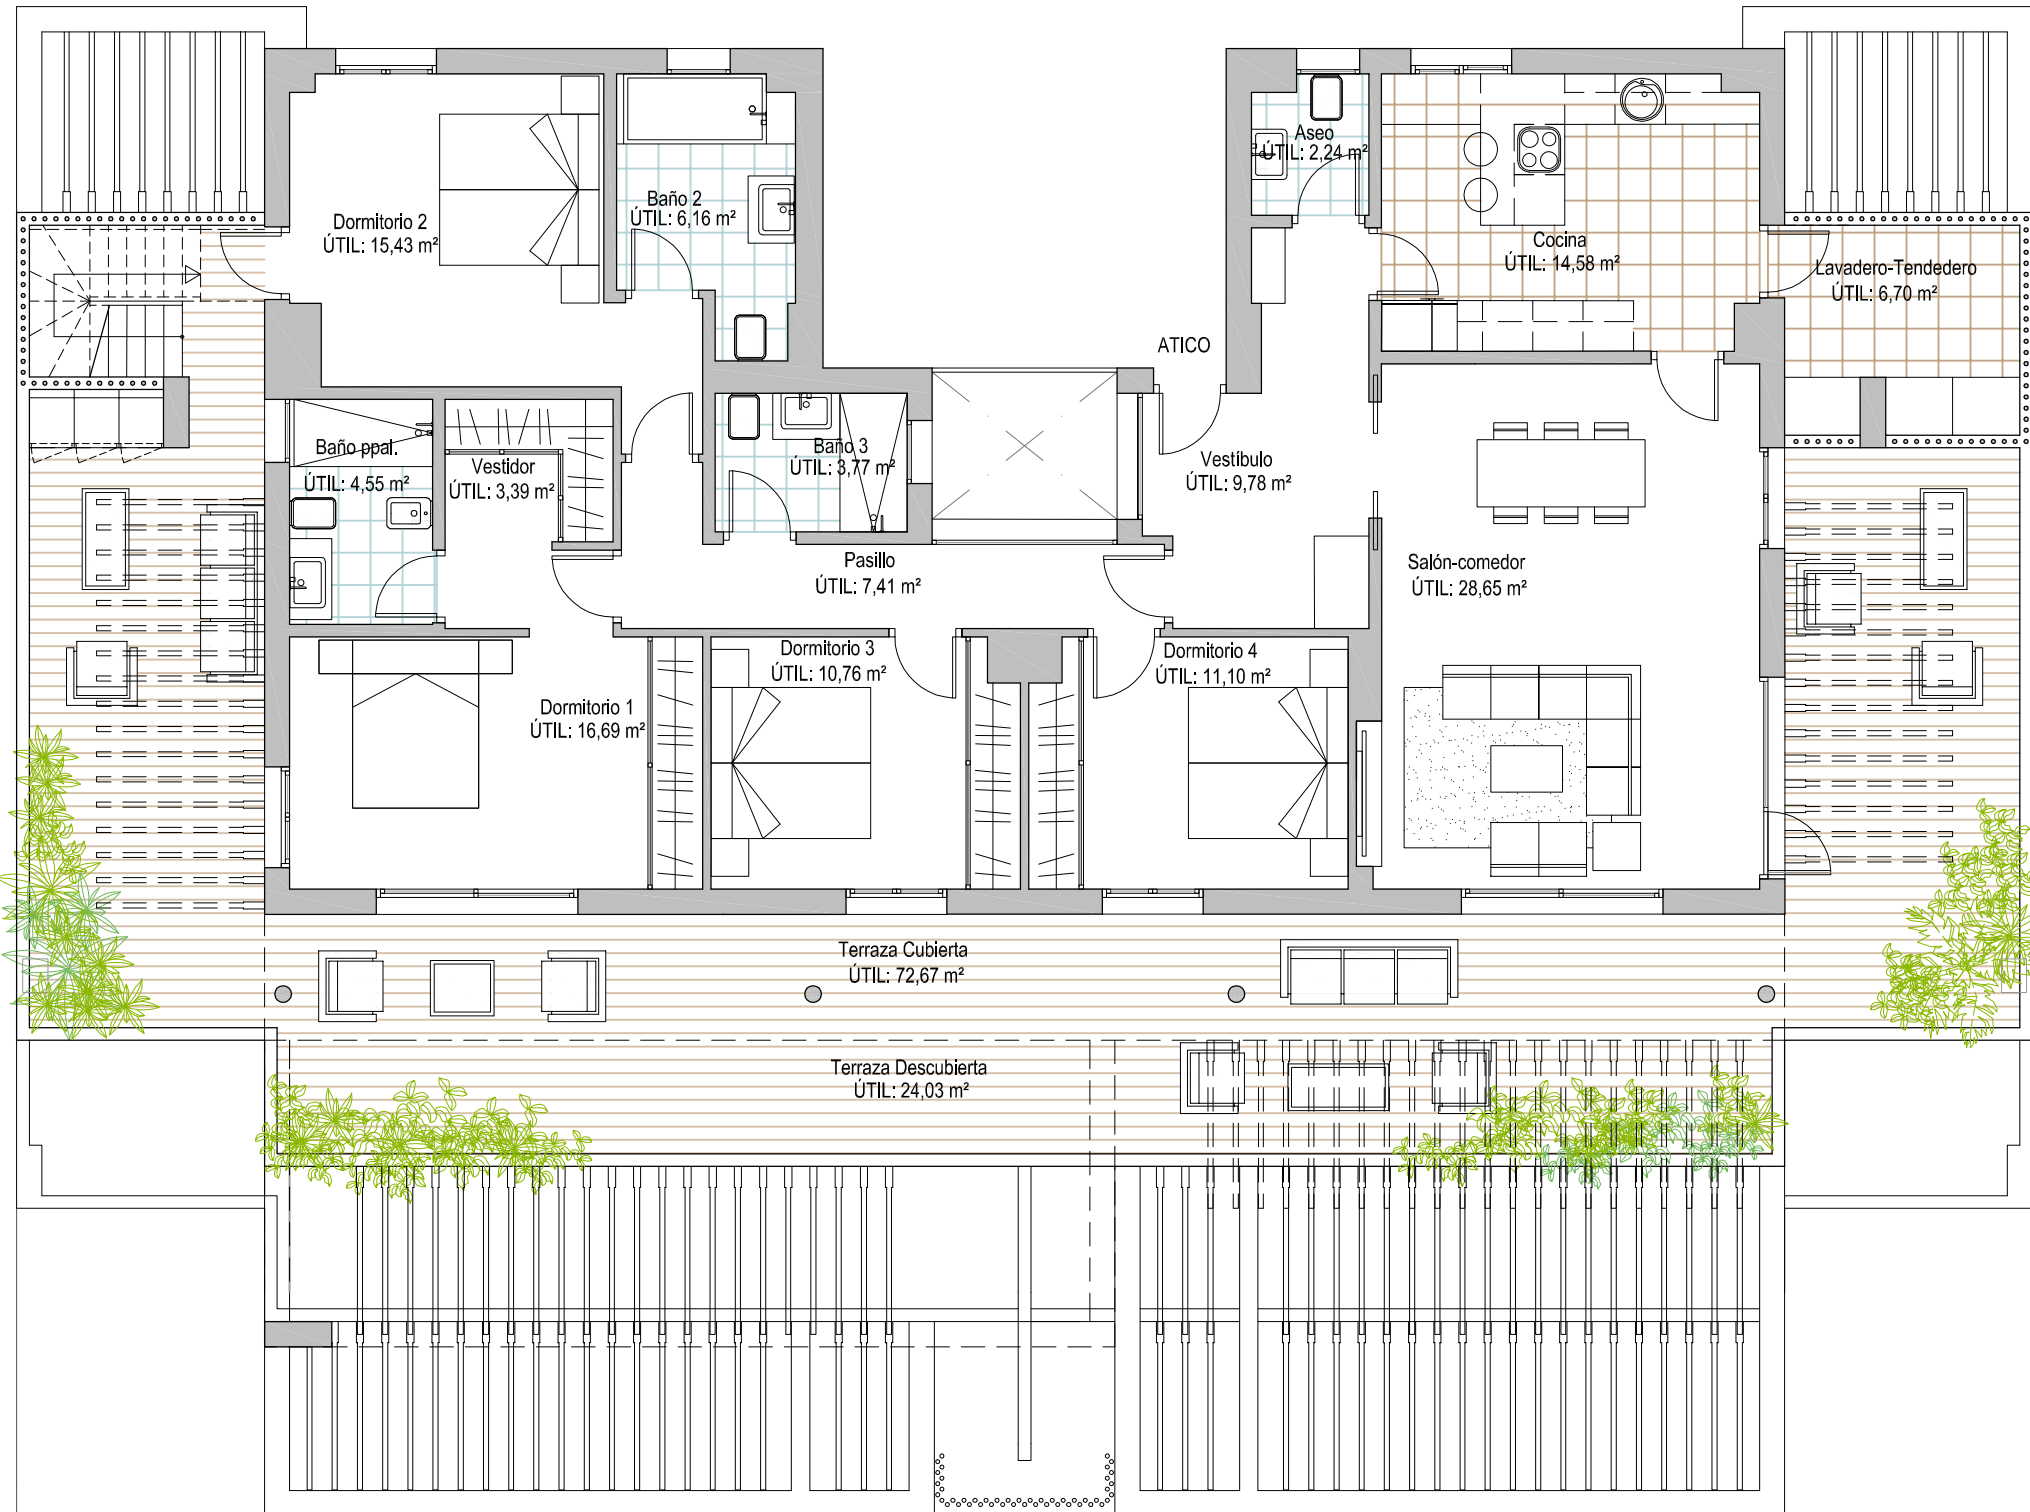 Aseo
ÚTIL: 2,24 m²
Baño 2
ÚTIL: 6,16 m²
Dormitorio 2
ÚTIL: 15,43 m²
Cocina
ÚTIL: 14,58 m²
Lavadero-Tendedero
ÚTIL: 6,70 m²
ATICO
Baño ppal.
ÚTIL: 4,55 m²
Vestidor
ÚTIL: 3,39 m²
Baño 3
ÚTIL: 3,77 m²
Vestíbulo
ÚTIL: 9,78 m²
Pasillo
ÚTIL: 7,41 m²
Salón-comedor
ÚTIL: 28,65 m²
Dormitorio 3
ÚTIL: 10,76 m²
Dormitorio 4
ÚTIL: 11,10 m²
Dormitorio 1
ÚTIL: 16,69 m²
Terraza Cubierta
ÚTIL: 72,67 m²
Terraza Descubierta
ÚTIL: 24,03 m²